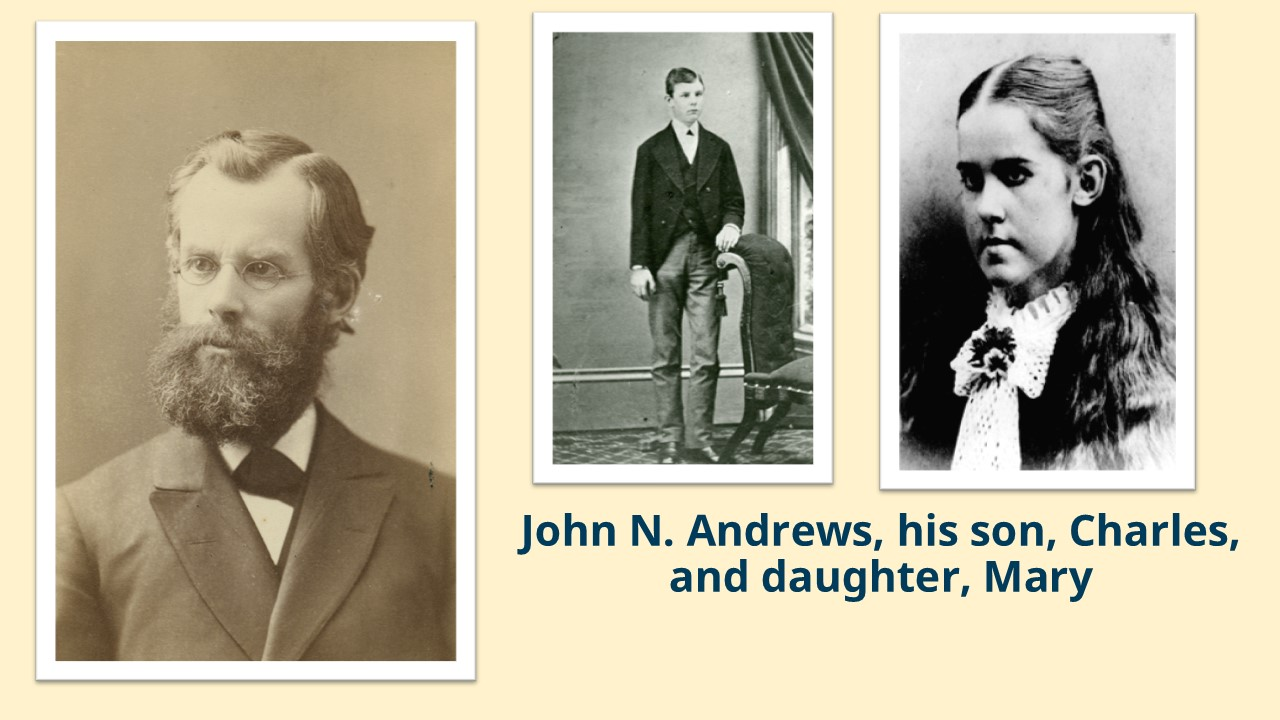 John N. Andrews, his son, Charles,
and daughter, Mary